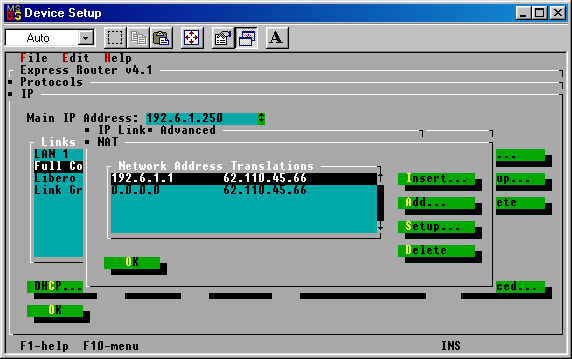 Device Setup
Auto
A
File Edit Help
Express Router v4.1
Protocols
IP
Main IP Address: 192.6.1.250
IP Link Advanced
Links
NAT
LAN 1
Full Co
Libero
Link Gr
Network Address Translations
192.6.1.1 62.110.45.66
0.0.0.0 62.110.45.66
Insert...
Add...
Setup...
Delete
...
up...
ete
OK
DHCP...
ced...
OK
F1-help F10-menu INS